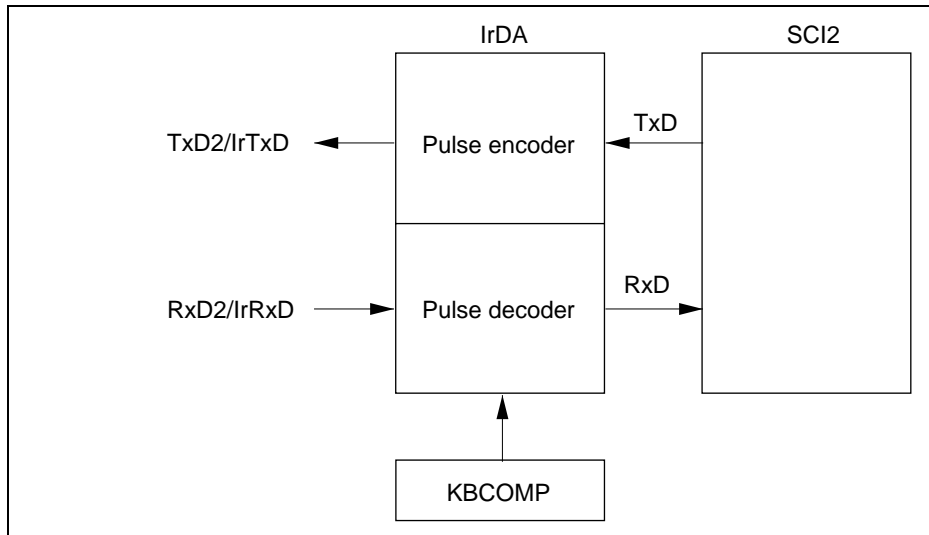 IrDA
SCI2
TxD
TxD2/IrTxD
Pulse encoder
RxD
RxD2/IrRxD
Pulse decoder
KBCOMP